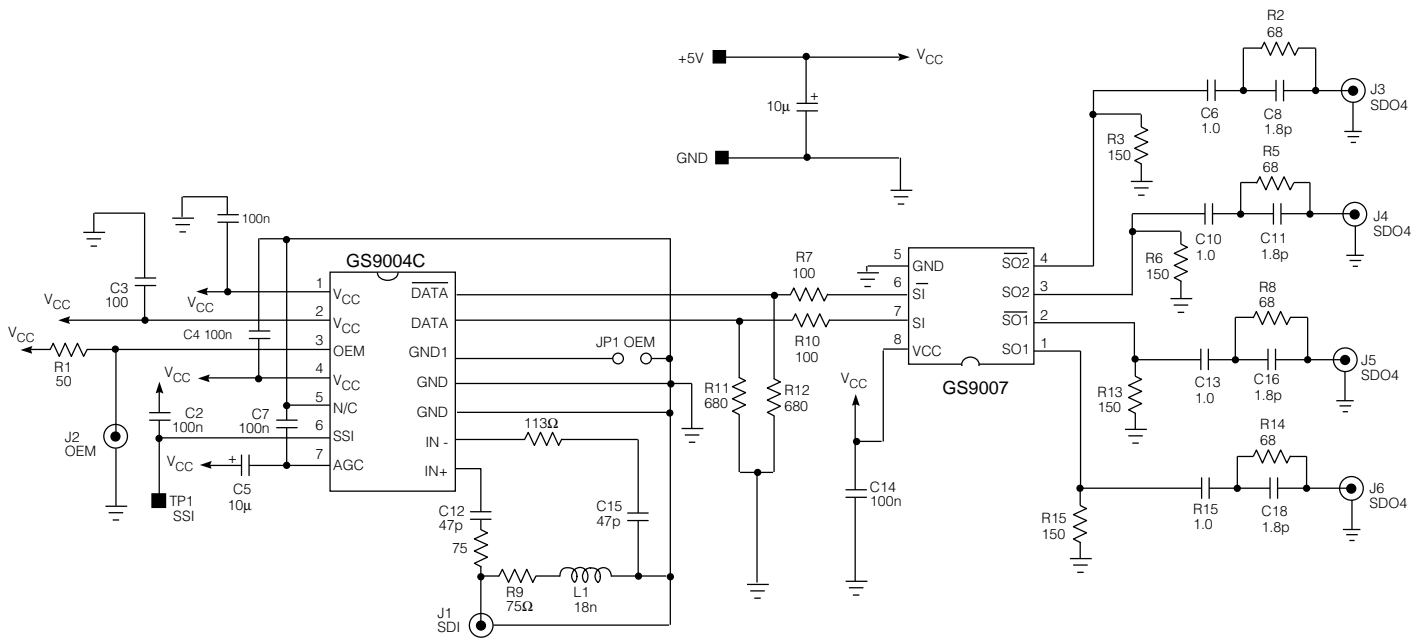 R2
68
+5V
VCC
J3
SDO4
10µ
+
C6
1.0
C8
1.8p
R3
150
GND
R5
68
J4
SDO4
100n
C10
1.0
C11
1.8p
R6
150
GS9004C
C3
100
VCC
VCC
C4 100n
VCC
R1
50
VCC
C2
100n
C7
100n
J2
OEM
VCC
+
C5
10µ
TP1
SSI
1
VCC
2
VCC
3
OEM
4
VCC
5
N/C
6
SSI
7
AGC
DATA
DATA
GND1
GND
GND
IN -
IN+
113Ω
C12
47p
75
C15
47p
R9
75Ω
L1
18n
J1
SDI
JP1 OEM
R7
100
R10
100
R11
680
R12
680
5
GND
6
SI
7
SI
8
VCC
SO2
4
SO2
3
SO1
2
SO1
1
GS9007
VCC
C14
100n
R8
68
J5
SDO4
R13
150
C13
1.0
C16
1.8p
R14
68
J6
SDO4
R15
150
R15
1.0
C18
1.8p